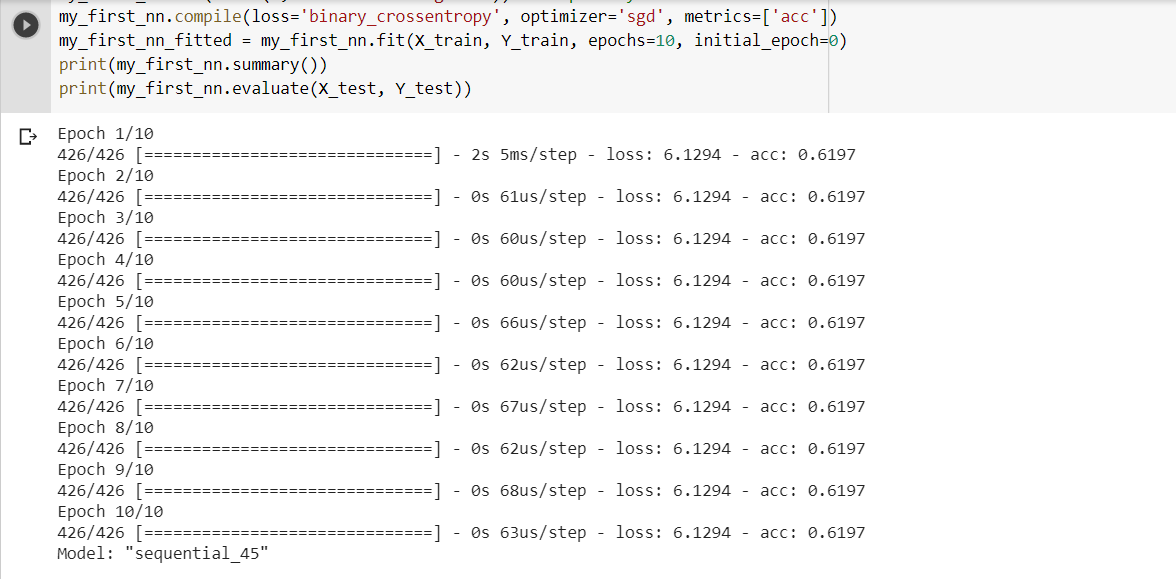 my_first_nn.compile(loss='binary_crossentropy', optimizer='sgd', metrics=['acc'])
my_first_nn_fitted = my_first_nn.fit(X_train, Y_train, epochs=10, initial_epoch=0)
print(my_first_nn.summary())
print(my_first_nn.evaluate(X_test, Y_test))
Epoch 1/10
426/426 [==============================] - 2s 5ms/step - loss: 6.1294 - acc: 0.6197
Epoch 2/10
426/426 [==============================] - 0s 61us/step - loss: 6.1294 - acc: 0.6197
Epoch 3/10
426/426 [==============================] - 0s 60us/step - loss: 6.1294 - acc: 0.6197
Epoch 4/10
426/426 [==============================] - 0s 60us/step - loss: 6.1294 - acc: 0.6197
Epoch 5/10
426/426 [==============================] - 0s 66us/step - loss: 6.1294 - acc: 0.6197
Epoch 6/10
426/426 [==============================] - 0s 62us/step - loss: 6.1294 - acc: 0.6197
Epoch 7/10
426/426 [==============================] - 0s 67us/step - loss: 6.1294 - acc: 0.6197
Epoch 8/10
426/426 [==============================] - 0s 62us/step - loss: 6.1294 - acc: 0.6197
Epoch 9/10
426/426 [==============================] - 0s 68us/step - loss: 6.1294 - acc: 0.6197
Epoch 10/10
426/426 [==============================] - 0s 63us/step - loss: 6.1294 - acc: 0.6197
Model: "sequential_45"